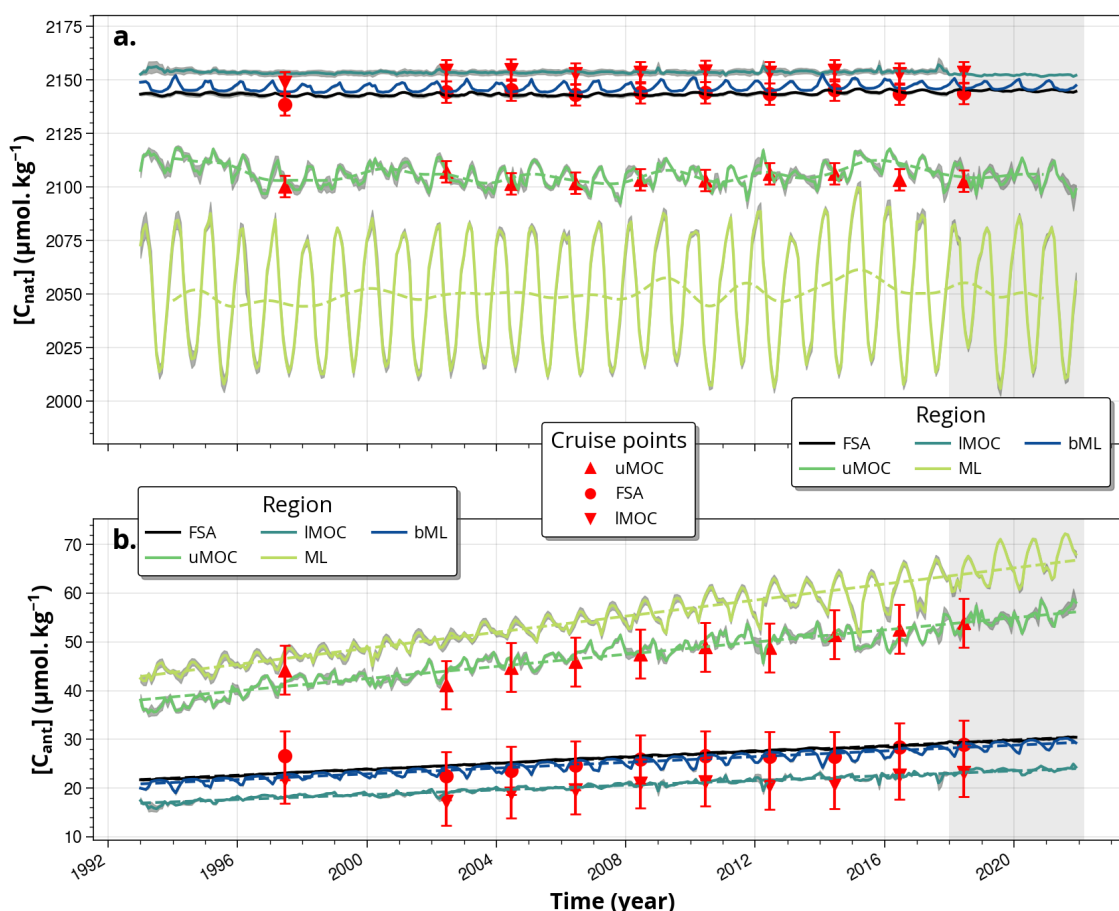 a.
2175
2150
2125
2100
2075
2050
2025
2000
[Cnat] (μmol. kg−1)
Region
FSA lMOC bML
uMOC ML
Cruise points
uMOC
FSA
lMOC
Region
FSA lMOC bML
uMOC ML
b.
70
60
50
40
30
20
10
[Cant] (μmol. kg−1)
1992 1996 2000 2004 2008 2012 2016 2020
Time (year)